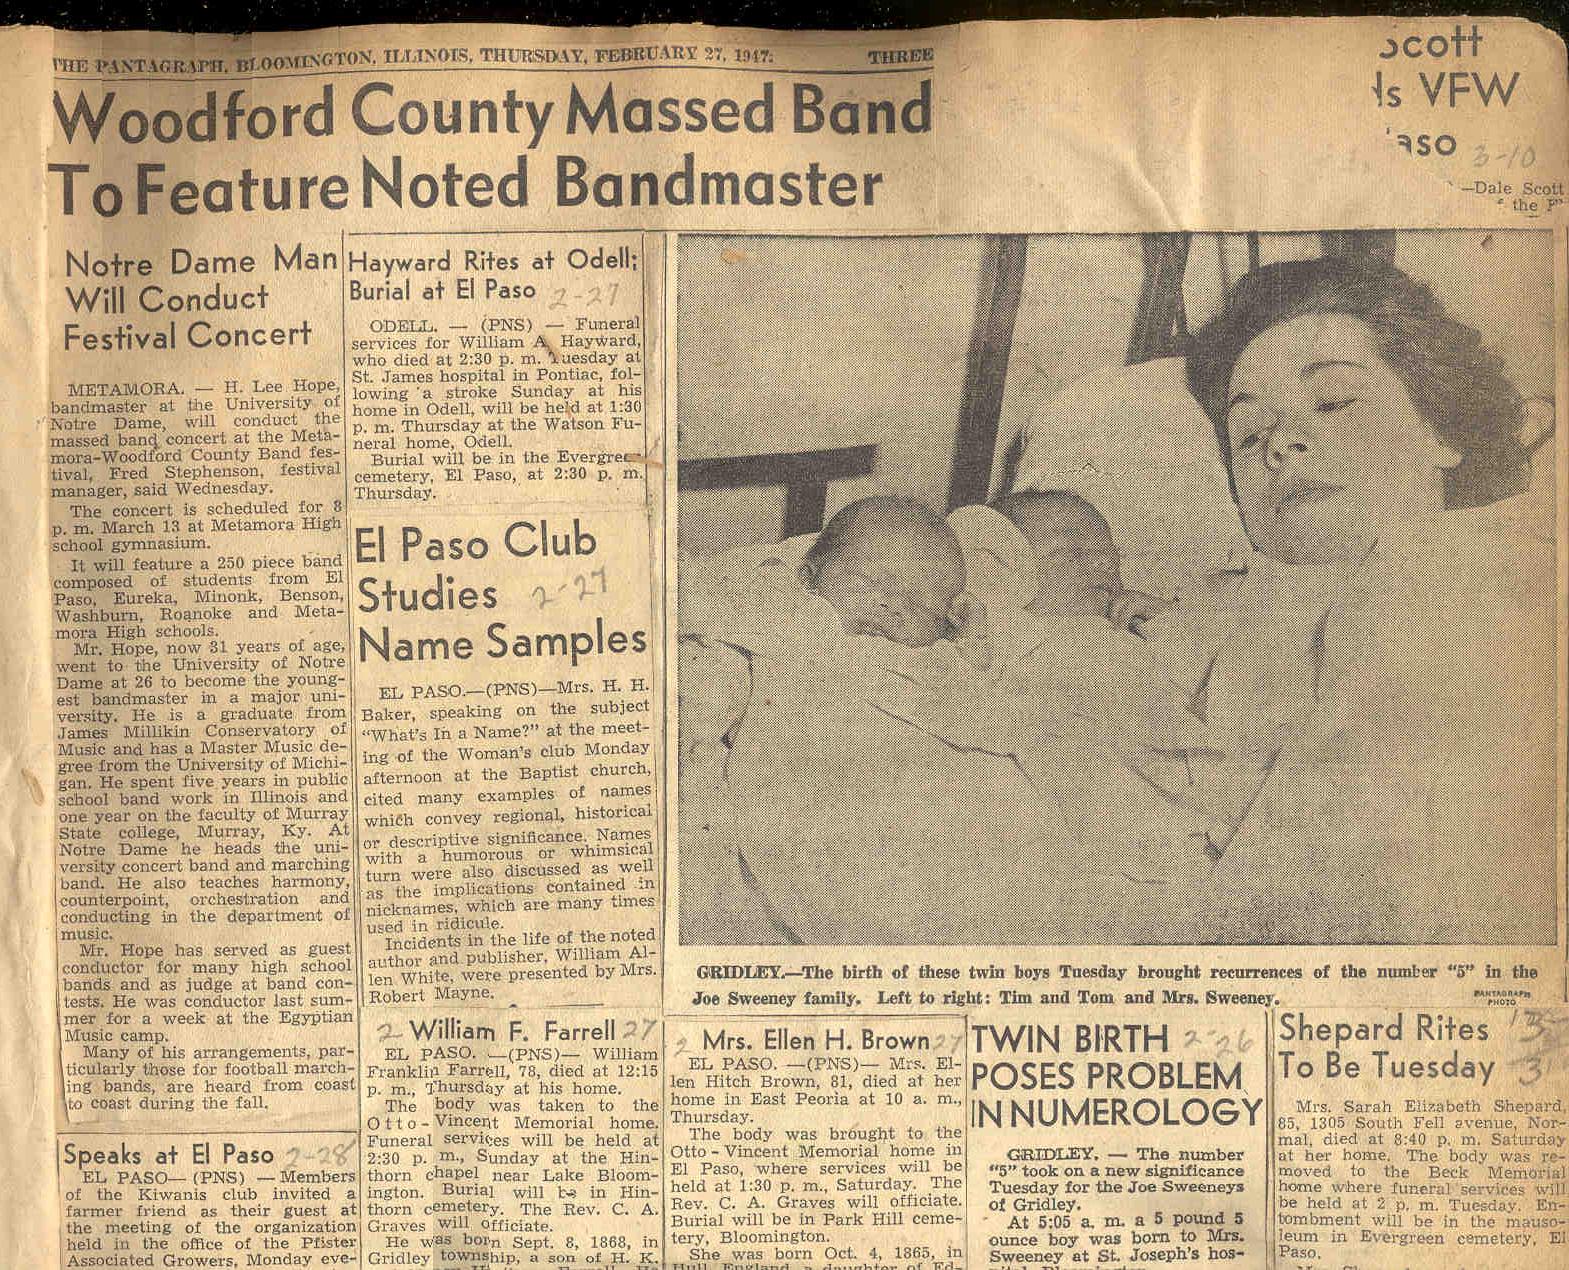 THE PANTAGRAPH, BLOOMINGTON, ILLINOIS, THURSDAY, FEBRUARY 27, 1947. THREE
Woodford County Massed Band
To Feature Noted Bandmaster
Scott
VFW
3-10
—Dale Scott
the
Notre Dame Man
Will Conduct
Festival Concert
METAMORA. — H. Lee Hope,
bandmaster at the University of
Notre Dame, will conduct the
massed band concert at the Meta-
mora-Woodford County Band fes-
tival, Fred Stephenson, festival
manager, said Wednesday.
The concert is scheduled for 8
p. m. March 13 at Metamora High
school gymnasium.
It will feature a 250 piece band
composed of students from El
Paso, Eureka, Minonk, Benson,
Washburn, Roanoke and Meta-
mora High schools.
Mr. Hope, now 31 years of age,
went to the University of Notre
Dame at 26 to become the young-
est bandmaster in a major uni-
versity. He is a graduate from
James Millikin Conservatory of
Music and has a Master Music de-
gree from the University of Michi-
gan. He spent five years in public
school band work in Illinois and
one year on the faculty of Murray
State college, Murray, Ky. At
Notre Dame he heads the uni-
versity concert band and marching
band. He also teaches harmony,
counterpoint, orchestration and
conducting in the department of
music.
Mr. Hope has served as guest
conductor for many high school
bands and as judge at band con-
tests. He was conductor last sum-
mer for a week at the Egyptian
Music camp.
Many of his arrangements, par-
ticularly those for football march-
ing bands, are heard from coast
to coast during the fall.
Speaks at El Paso 2-28
EL PASO— (PNS) —Members
of the Kiwanis club invited a
farmer friend as their guest at
the meeting of the organization
held in the office of the Pfister
Associated Growers, Monday eve-
Hayward Rites at Odell;
Burial at El Paso 2-27
ODELL. — (PNS) — Funeral
services for William A. Hayward,
who died at 2:30 p. m. Tuesday at
St. James hospital in Pontiac, fol-
lowing a stroke Sunday at his
home in Odell, will be held at 1:30
p. m. Thursday at the Watson Fu-
neral home, Odell.
Burial will be in the Evergreen
cemetery, El Paso, at 2:30 p. m.
Thursday.
El Paso Club
Studies 2-27
Name Samples
EL PASO.—(PNS)—Mrs. H. H.
Baker, speaking on the subject
"What's In a Name?" at the meet-
ing of the Woman's club Monday
afternoon at the Baptist church,
cited many examples of names
which convey regional, historical
or descriptive significance. Names
with a humorous or whimsical
turn were also discussed as well
as the implications contained in
nicknames, which are many times
used in ridicule.
Incidents in the life of the noted
author and publisher, William Al-
len White, were presented by Mrs.
Robert Mayne.
2 William F. Farrell 27
EL PASO. —(PNS)— William
Franklin Farrell, 78, died at 12:15
p. m., Thursday at his home.
The body was taken to the
Otto-Vincent Memorial home.
Funeral services will be held at
2:30 p. m., Sunday at the Hin-
thorn chapel near Lake Bloom-
ington. Burial will be in Hin-
thorn cemetery. The Rev. C. A.
Graves will officiate.
He was born Sept. 8, 1868, in
Gridley township, a son of H. K.
GRIDLEY.—The birth of these twin boys Tuesday brought recurrences of the number "5" in the
Joe Sweeney family. Left to right: Tim and Tom and Mrs. Sweeney.
PANTAGRAPH
PHOTO
2 Mrs. Ellen H. Brown 27
EL PASO. —(PNS)— Mrs. El-
len Hitch Brown, 81, died at her
home in East Peoria at 10 a. m.,
Thursday.
The body was brought to the
Otto-Vincent Memorial home in
El Paso, where services will be
held at 1:30 p. m., Saturday. The
Rev. C. A. Graves will officiate.
Burial will be in Park Hill ceme-
tery, Bloomington.
She was born Oct. 4, 1865, in
Hull, England, a daughter of Ed-
TWIN BIRTH 2-26
POSES PROBLEM
IN NUMEROLOGY
GRIDLEY. — The number
"5" took on a new significance
Tuesday for the Joe Sweeneys
of Gridley.
At 5:05 a. m. a 5 pound 5
ounce boy was born to Mrs.
Sweeney at St. Joseph's hos-
Shepard Rites
To Be Tuesday
Mrs. Sarah Elizabeth Shepard,
85, 1305 South Fell avenue, Nor-
mal, died at 8:40 p. m. Saturday
at her home. The body was re-
moved to the Beck Memorial
home where funeral services will
be held at 2 p. m. Tuesday. En-
tombment will be in the mauso-
leum in Evergreen cemetery, El
Paso.